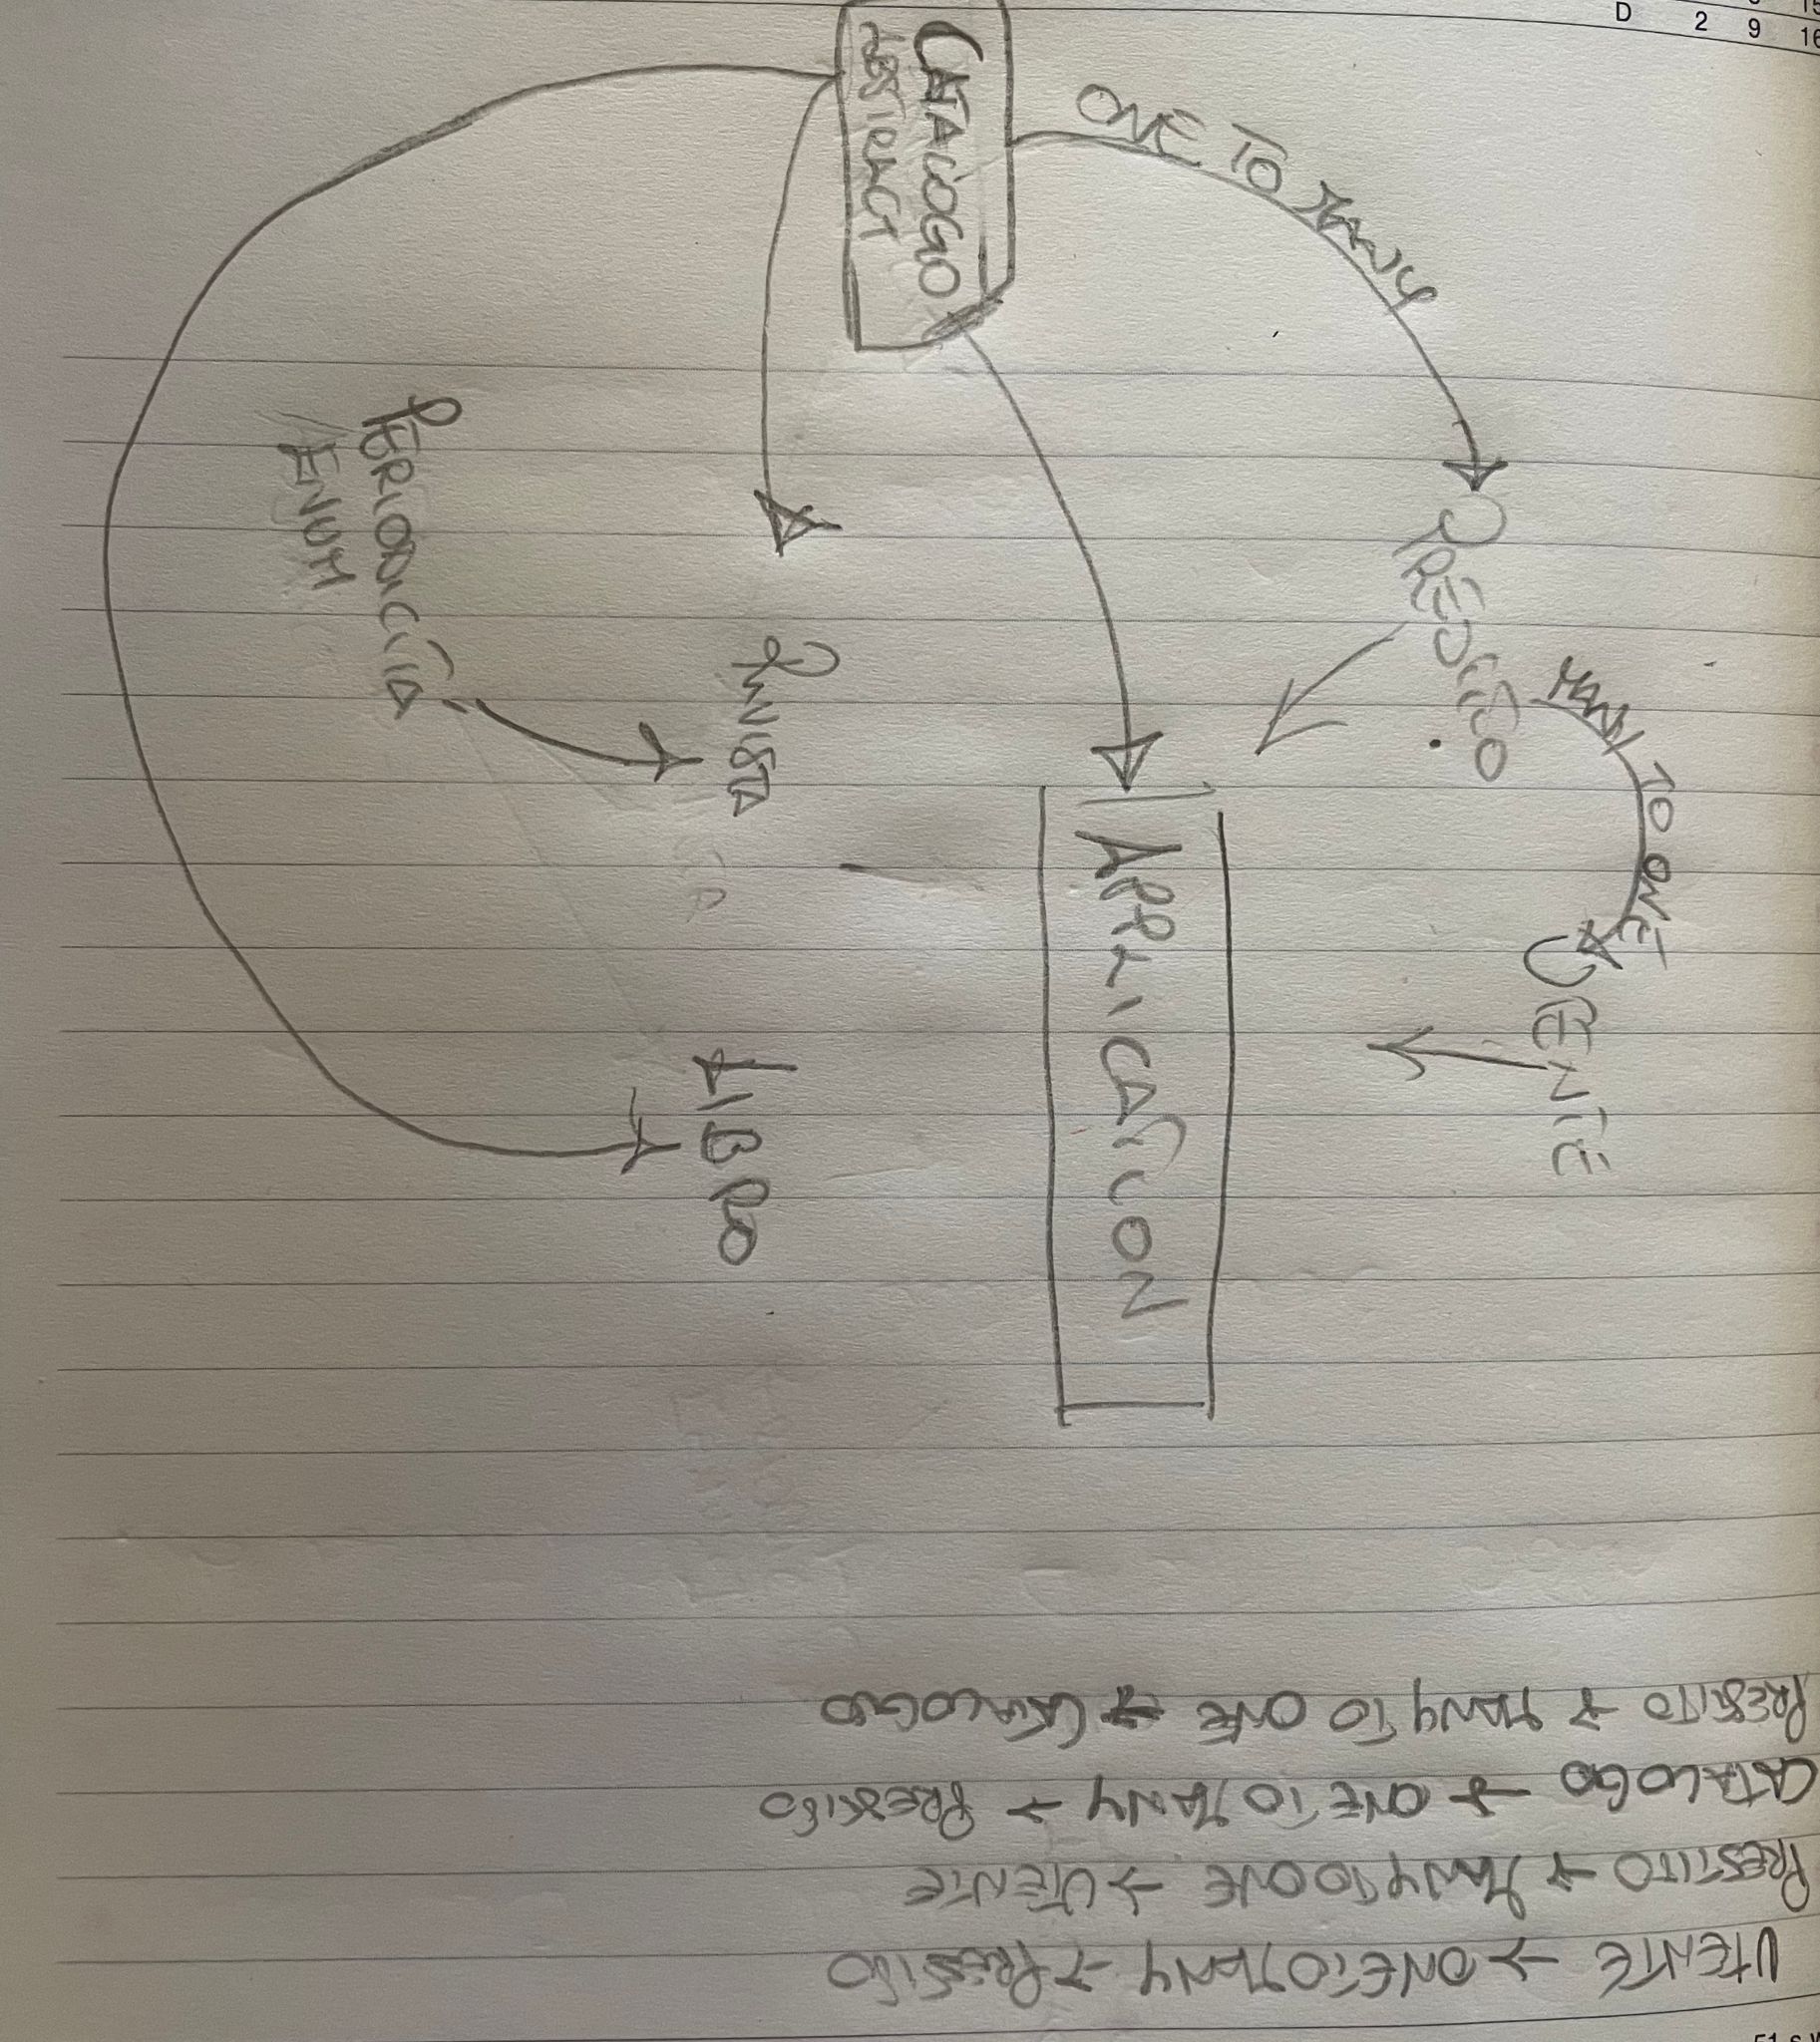 D 2 9 16
CATALOGO
ABSTRACT
ONE TO MANY
PRESTITO
MANY TO ONE
UTENTE
APPLICATION
RIVISTA
PERIODICITA
ENUM
LIBRO
UTENTE → ONE TO MANY → PRESTITO
PRESTITO → MANY TO ONE → UTENTE
CATALOGO → ONE TO MANY → PRESTITO
PRESTITO → MANY TO ONE → CATALOGO